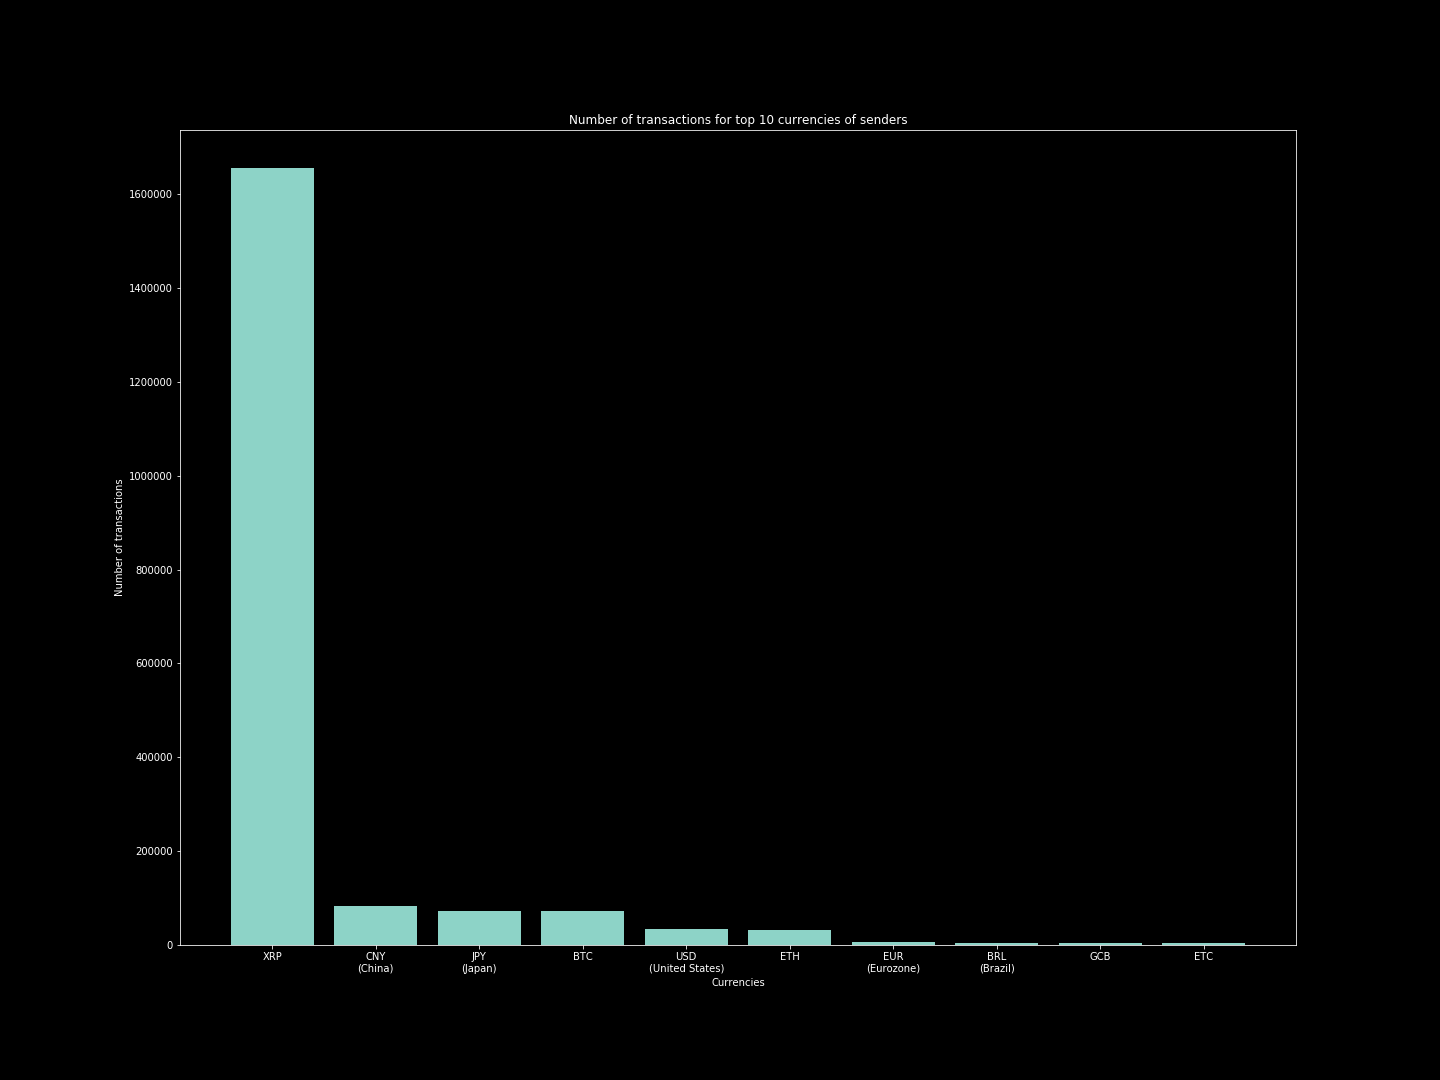 Number of transactions for top 10 currencies of senders
Number of transactions
1600000
1400000
1200000
1000000
800000
600000
400000
200000
0
XRP
CNY
(China)
JPY
(Japan)
BTC
USD
(United States)
ETH
EUR
(Eurozone)
BRL
(Brazil)
GCB
ETC
Currencies